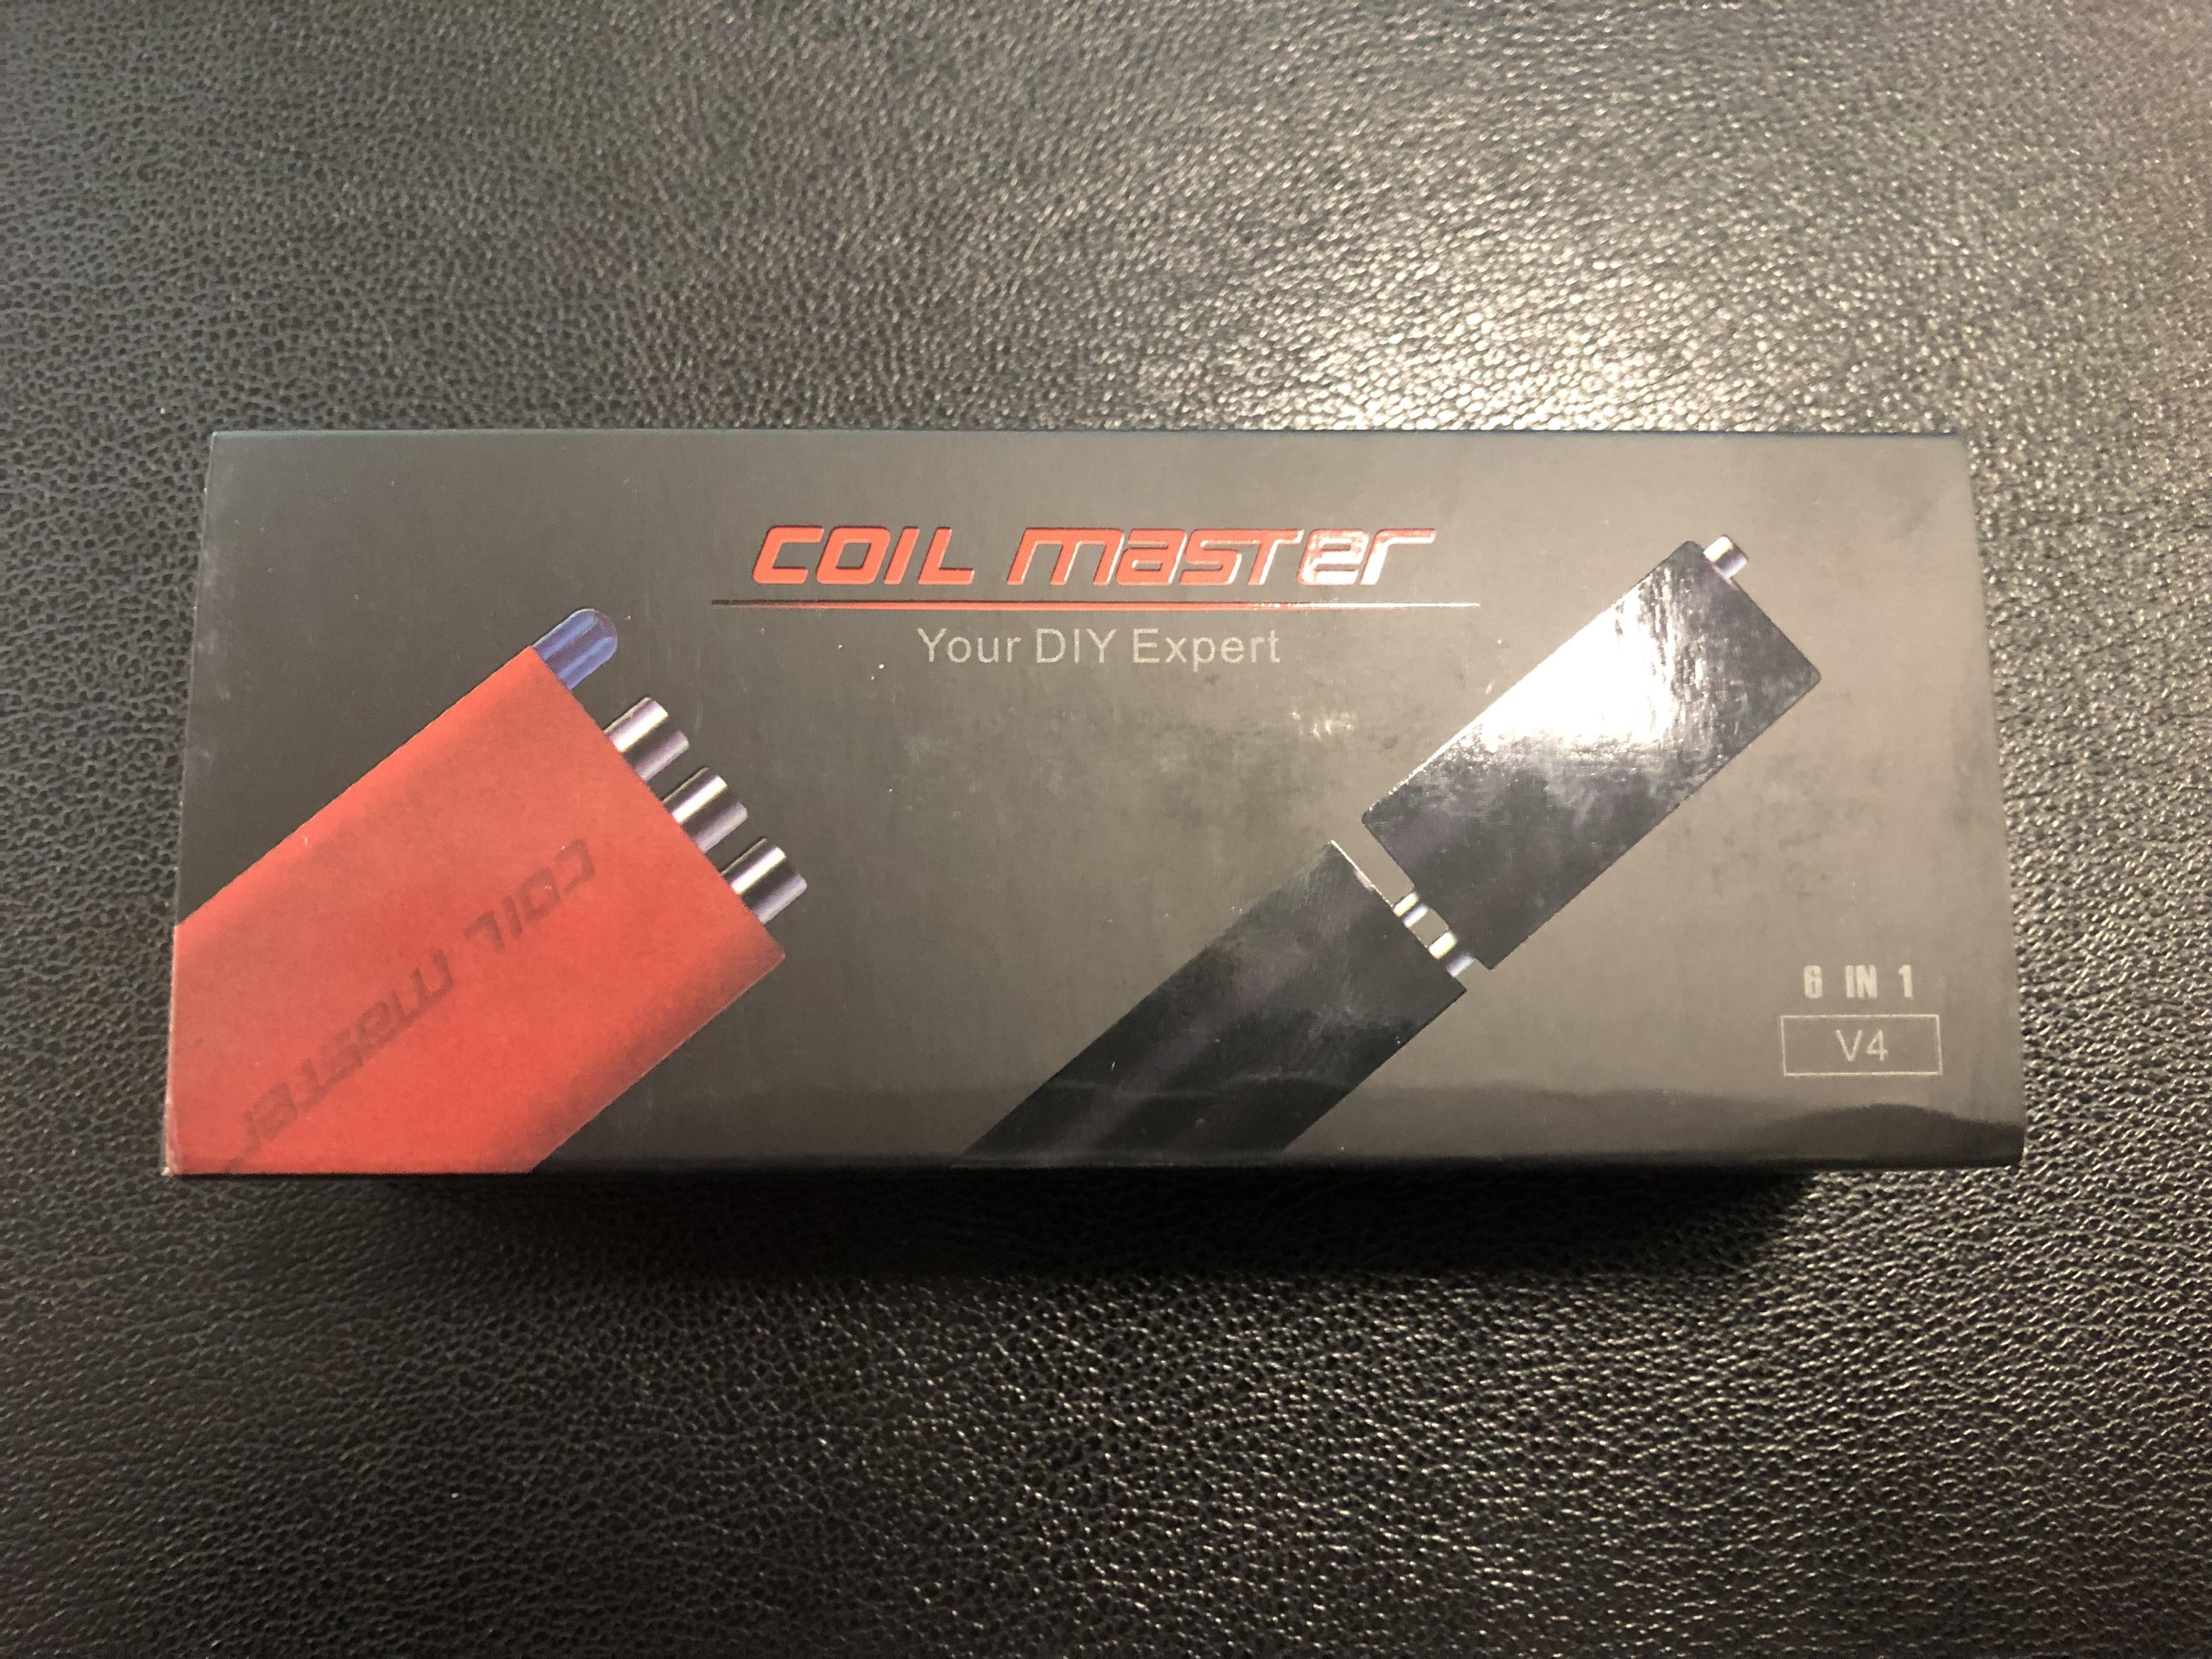 COIL master
Your DIY Expert
COIL master
6 IN 1
V4